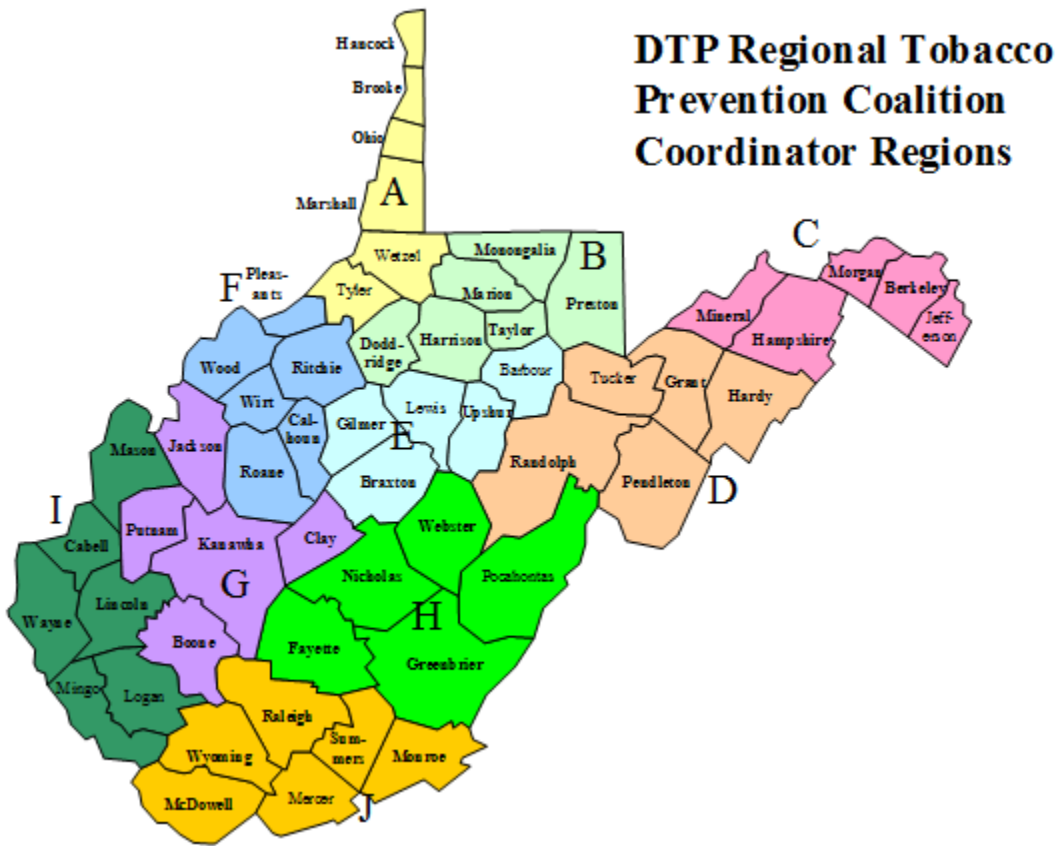 DTP Regional Tobacco
Prevention Coalition
Coordinator Regions
Hancock
Brooke
Ohio
A
Marshall
C
Wetzel
Monongalia
B
Morgan
Pleas-
ants
F
Tyler
Marion
Preston
Berkeley
Mineral
Jeff-
erson
Dodd-
ridge
Harrison
Taylor
Hampshire
Wood
Ritchie
Barbour
Tucker
Grant
Hardy
Wirt
Cal-
houn
Gilmer
Lewis
Upshur
E
Mason
Jackson
Roane
Braxton
Randolph
Pendleton
D
I
Putnam
Kanawha
Clay
Webster
Cabell
Nicholas
Pocahontas
G
Lincoln
H
Wayne
Boone
Fayette
Greenbrier
Mingo
Logan
Raleigh
Sum-
mers
Wyoming
Monroe
McDowell
Mercer
J